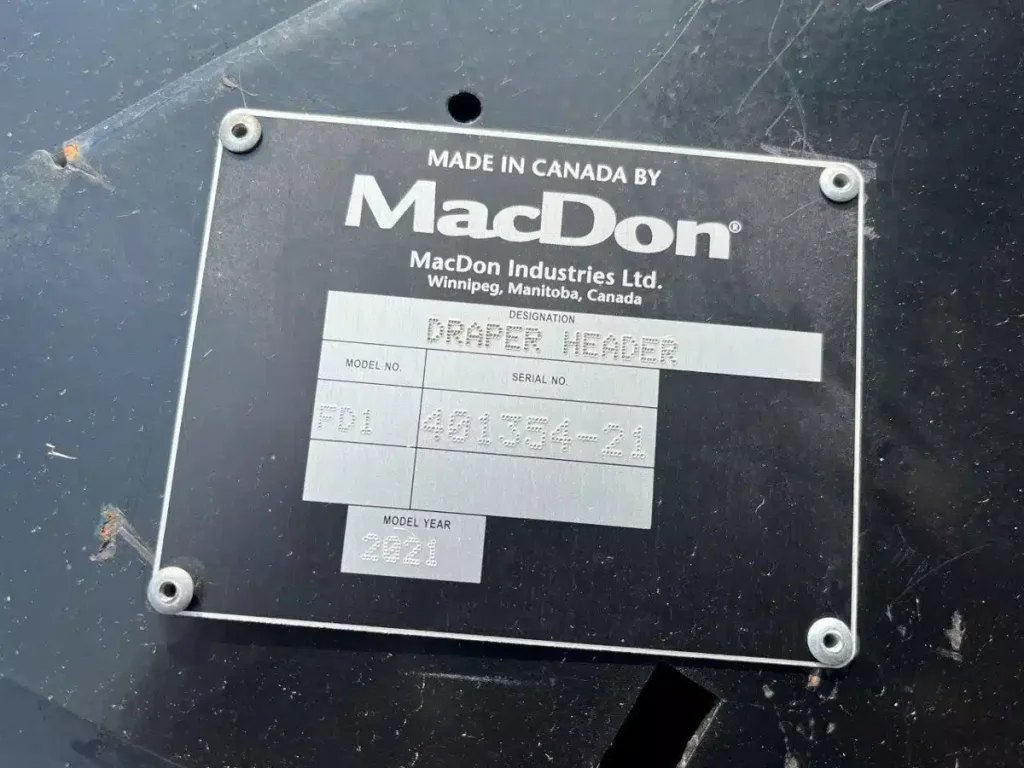 MADE IN CANADA BY
MacDon®
MacDon Industries Ltd.
Winnipeg, Manitoba, Canada
DESIGNATION
DRAPER HEADER
MODEL NO. SERIAL NO.
FD1 401354-21
MODEL YEAR
2021